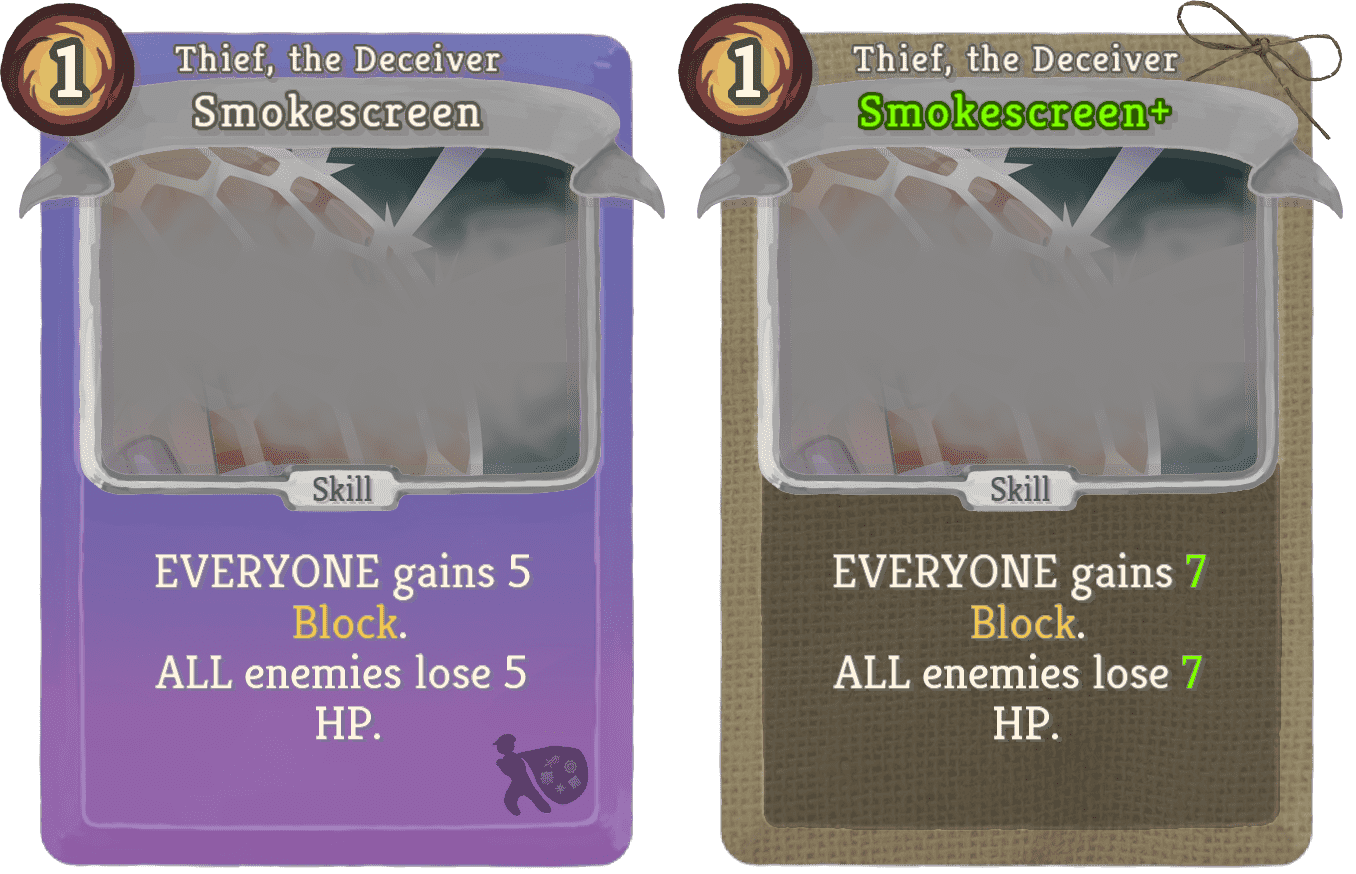 1
Thief, the Deceiver
Smokescreen
Skill
EVERYONE gains 5
Block.
ALL enemies lose 5
HP.
1
Thief, the Deceiver
Smokescreen+
Skill
EVERYONE gains 7
Block.
ALL enemies lose 7
HP.